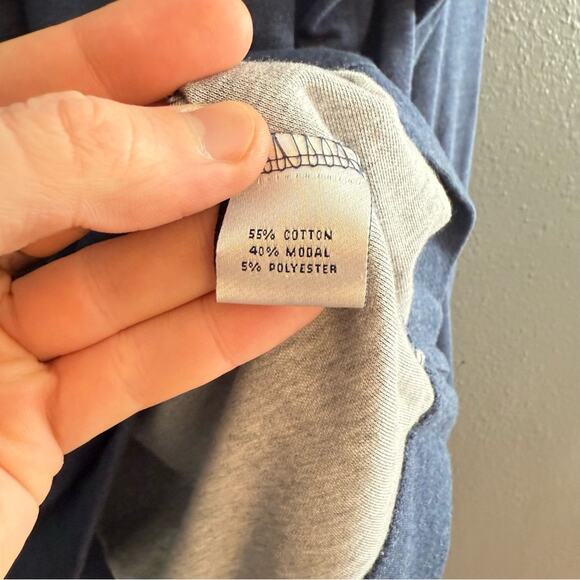 55% COTTON
40% MODAL
5% POLYESTER